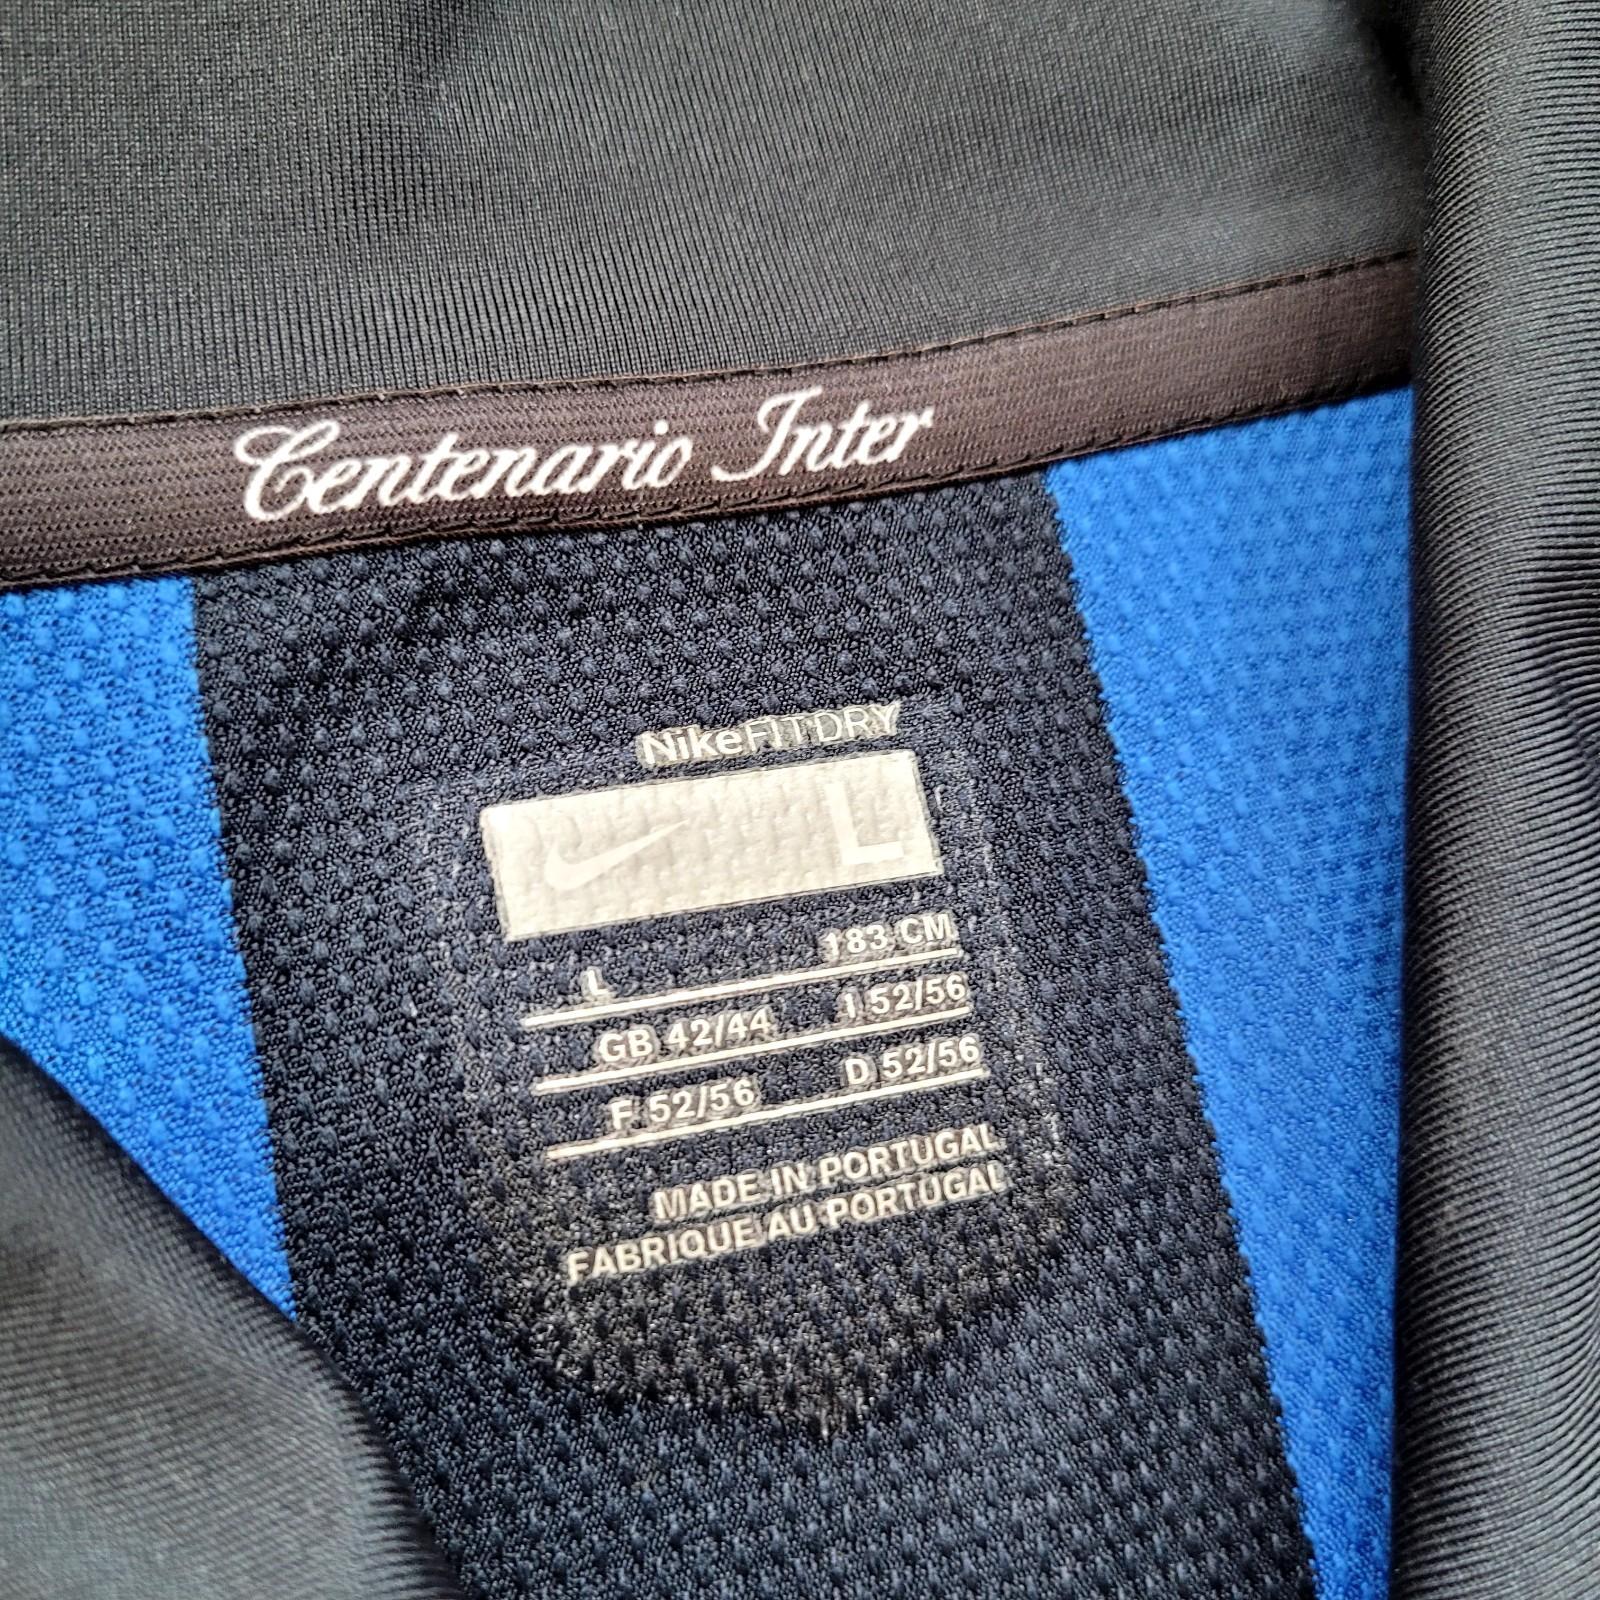 Centenario Inter
NikeFITDRY
L
L 183 CM
GB 42/44 I 52/56
F 52/56 D 52/56
MADE IN PORTUGAL
FABRIQUE AU PORTUGAL